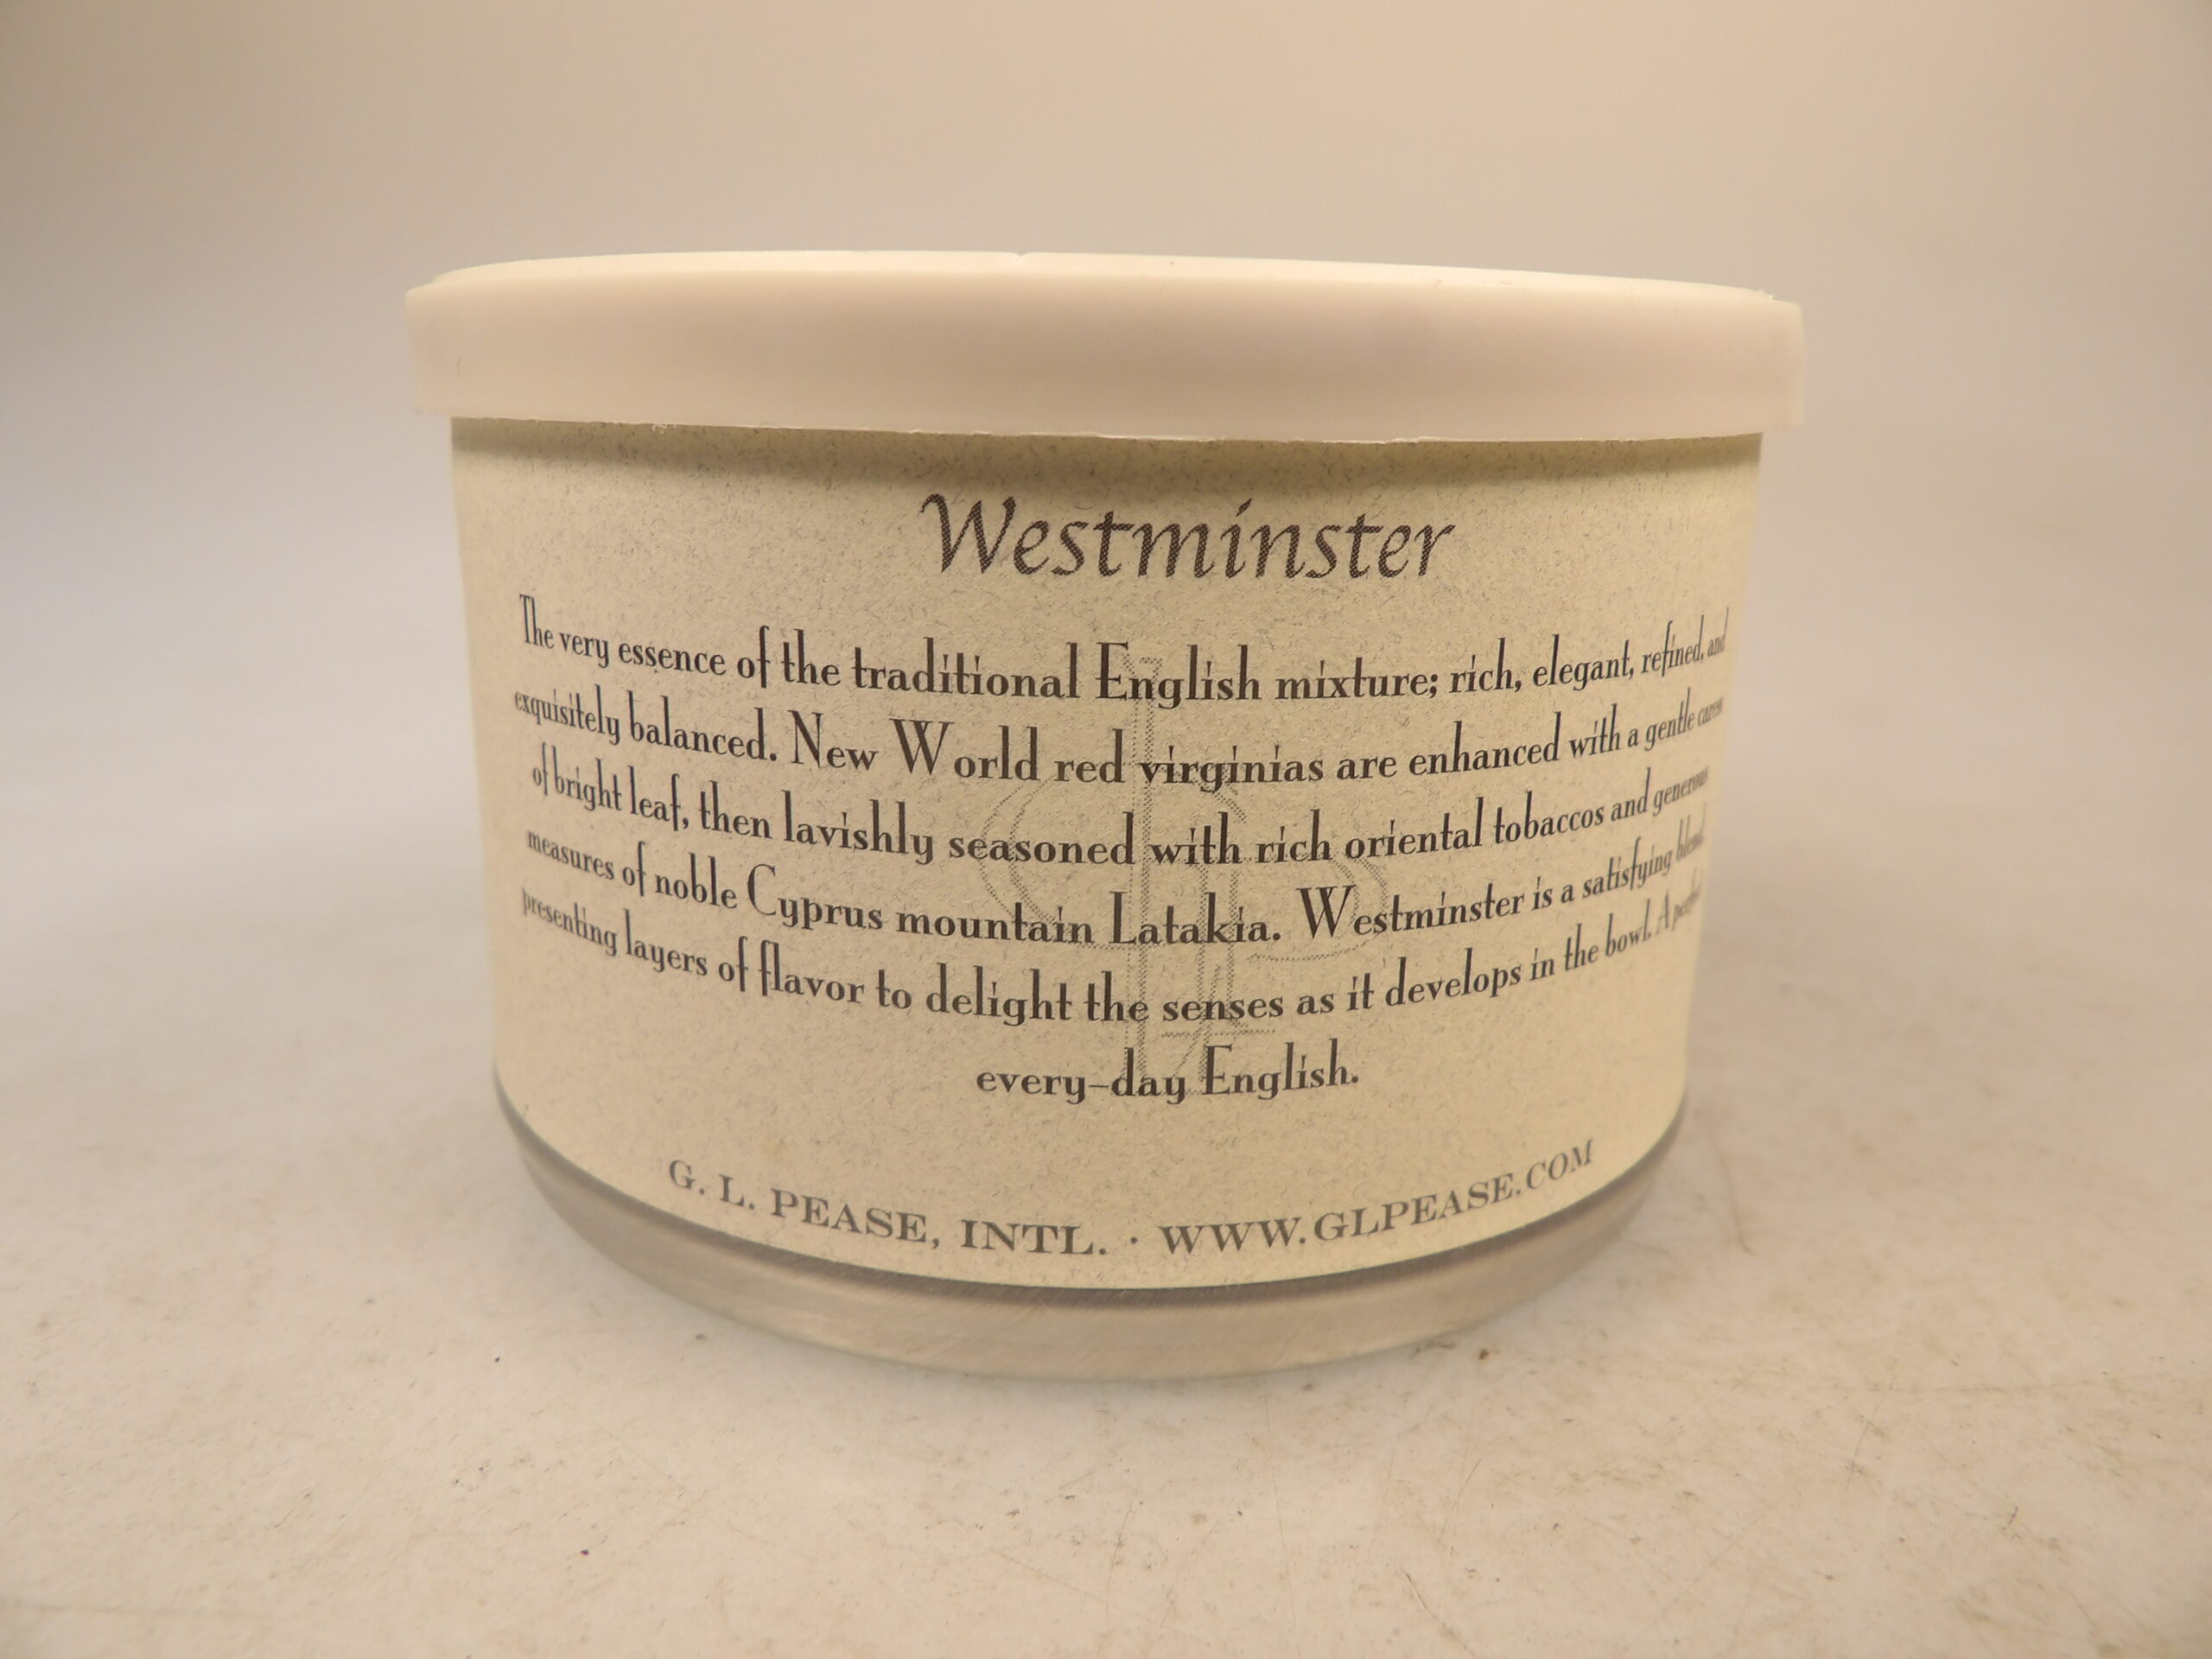 Westminster
The very essence of the traditional English mixture; rich, elegant, refined, and
exquisitely balanced. New World red virginias are enhanced with a gentle caress
of bright leaf, then lavishly seasoned with rich oriental tobaccos and generous
measures of noble Cyprus mountain Latakia. Westminster is a satisfying blend
presenting layers of flavor to delight the senses as it develops in the bowl. A
every-day English.
G. L. PEASE, INTL. · WWW.GLPEASE.COM